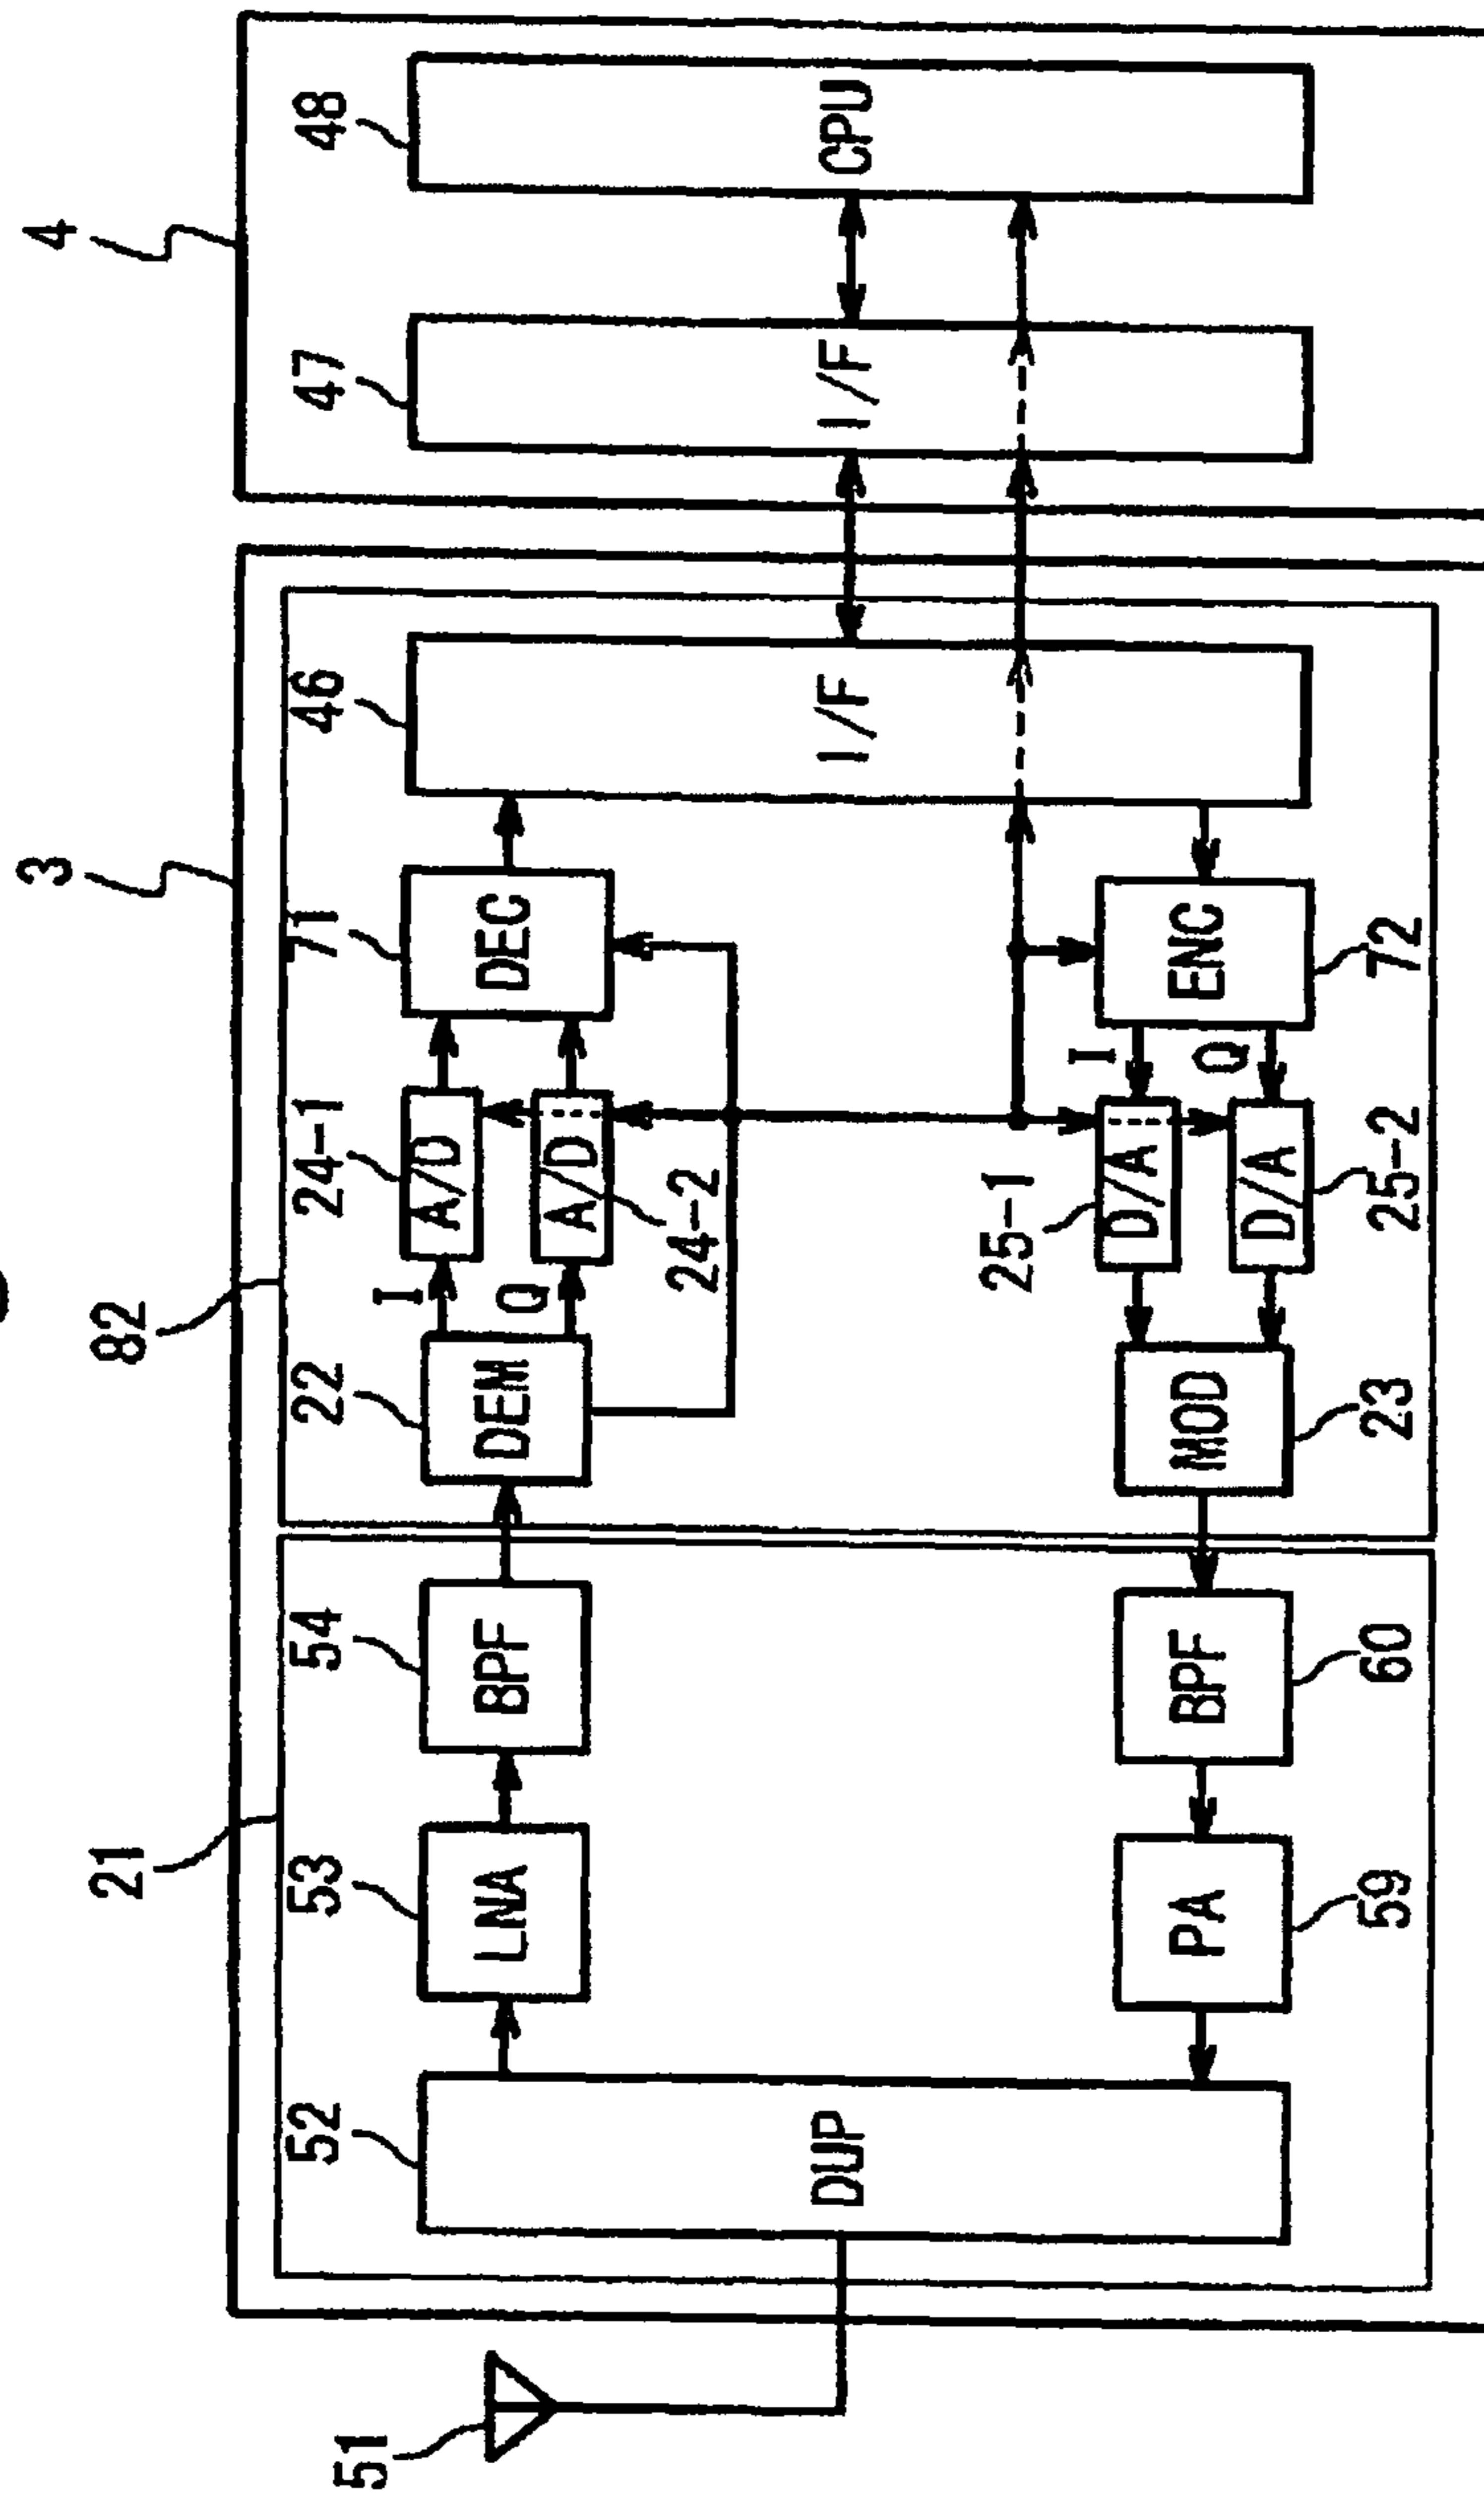 3
4
82
21
51
52
53
54
22
24-1
71
46
47
48
I
LNA
BPF
DEM
A/D
DEC
Q
A/D
24-2
DUP
I/F
I/F
CPU
25-1
I
D/A
PA
BPF
MOD
D/A
Q
ENC
59
60
23
25-2
72